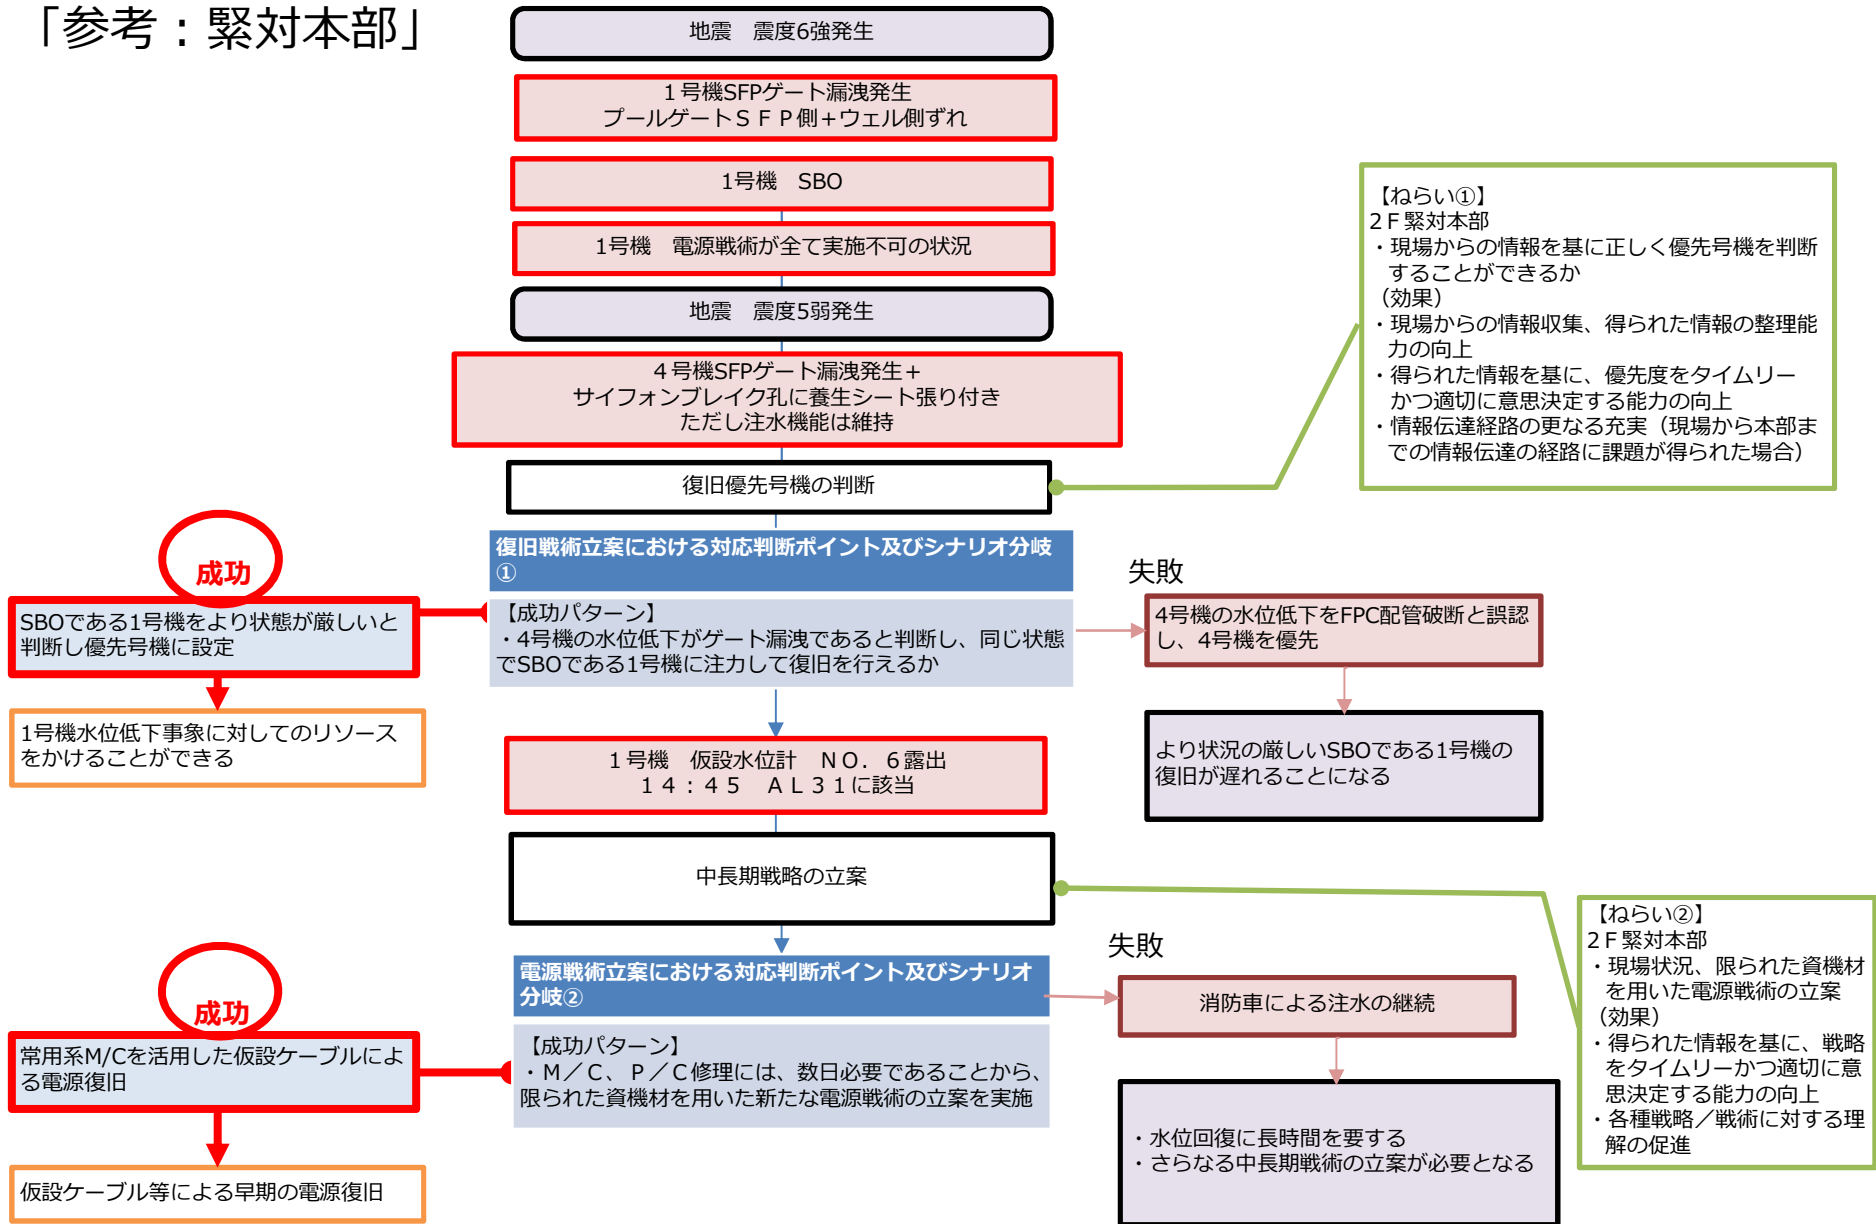 「参考：緊対本部」
地震　震度6強発生
１号機SFPゲート漏洩発生
プールゲートＳＦＰ側＋ウェル側ずれ
1号機　SBO
1号機　電源戦術が全て実施不可の状況
地震　震度5弱発生
４号機SFPゲート漏洩発生＋
サイフォンブレイク孔に養生シート張り付き
ただし注水機能は維持
復旧優先号機の判断
【ねらい①】
2Ｆ緊対本部
・現場からの情報を基に正しく優先号機を判断
することができるか
（効果）
・現場からの情報収集、得られた情報の整理能
力の向上
・得られた情報を基に、優先度をタイムリー
かつ適切に意思決定する能力の向上
・情報伝達経路の更なる充実（現場から本部ま
での情報伝達の経路に課題が得られた場合）
復旧戦術立案における対応判断ポイント及びシナリオ分岐
①
【成功パターン】
・4号機の水位低下がゲート漏洩であると判断し、同じ状態
でSBOである1号機に注力して復旧を行えるか
成功
SBOである1号機をより状態が厳しいと
判断し優先号機に設定
1号機水位低下事象に対してのリソース
をかけることができる
失敗
4号機の水位低下をFPC配管破断と誤認
し、4号機を優先
より状況の厳しいSBOである1号機の
復旧が遅れることになる
１号機　仮設水位計　ＮＯ．６露出
１４：４５　ＡＬ３１に該当
中長期戦略の立案
【ねらい②】
2Ｆ緊対本部
・現場状況、限られた資機材
を用いた電源戦術の立案
（効果）
・得られた情報を基に、戦略
をタイムリーかつ適切に意
思決定する能力の向上
・各種戦略／戦術に対する理
解の促進
電源戦術立案における対応判断ポイント及びシナリオ
分岐②
【成功パターン】
・Ｍ／Ｃ、Ｐ／Ｃ修理には、数日必要であることから、
限られた資機材を用いた新たな電源戦術の立案を実施
成功
常用系M/Cを活用した仮設ケーブルによ
る電源復旧
仮設ケーブル等による早期の電源復旧
失敗
消防車による注水の継続
・水位回復に長時間を要する
・さらなる中長期戦術の立案が必要となる